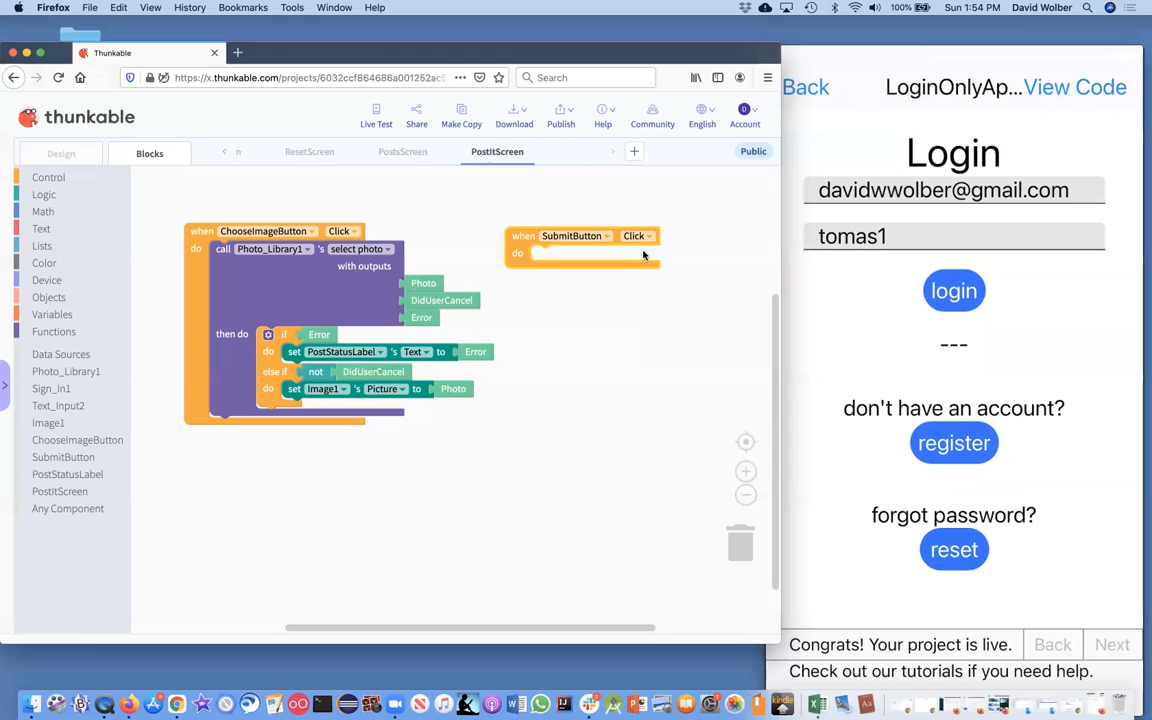 Firefox File Edit View History Bookmarks Tools Window Help
100% Sun 1:54 PM David Wolber
Thunkable
https://x.thunkable.com/projects/6032ccf864686a001252ac5
Search
thunkable
Live Test Share Make Copy Download Publish Help Community English Account
D
Design Blocks n ResetScreen PostsScreen PostItScreen Public
Control
Logic
Math
Text
Lists
Color
Device
Objects
Variables
Functions
Data Sources
Photo_Library1
Sign_In1
Text_Input2
Image1
ChooseImageButton
SubmitButton
PostStatusLabel
PostItScreen
Any Component
when ChooseImageButton Click
do call Photo_Library1 's select photo
with outputs
Photo
DidUserCancel
Error
then do if Error
do set PostStatusLabel 's Text to Error
else if not DidUserCancel
do set Image1 's Picture to Photo
when SubmitButton Click
do
Back LoginOnlyAp... View Code
Login
davidwwolber@gmail.com
tomas1
login
---
don't have an account?
register
forgot password?
reset
Congrats! Your project is live. Back Next
Check out our tutorials if you need help.